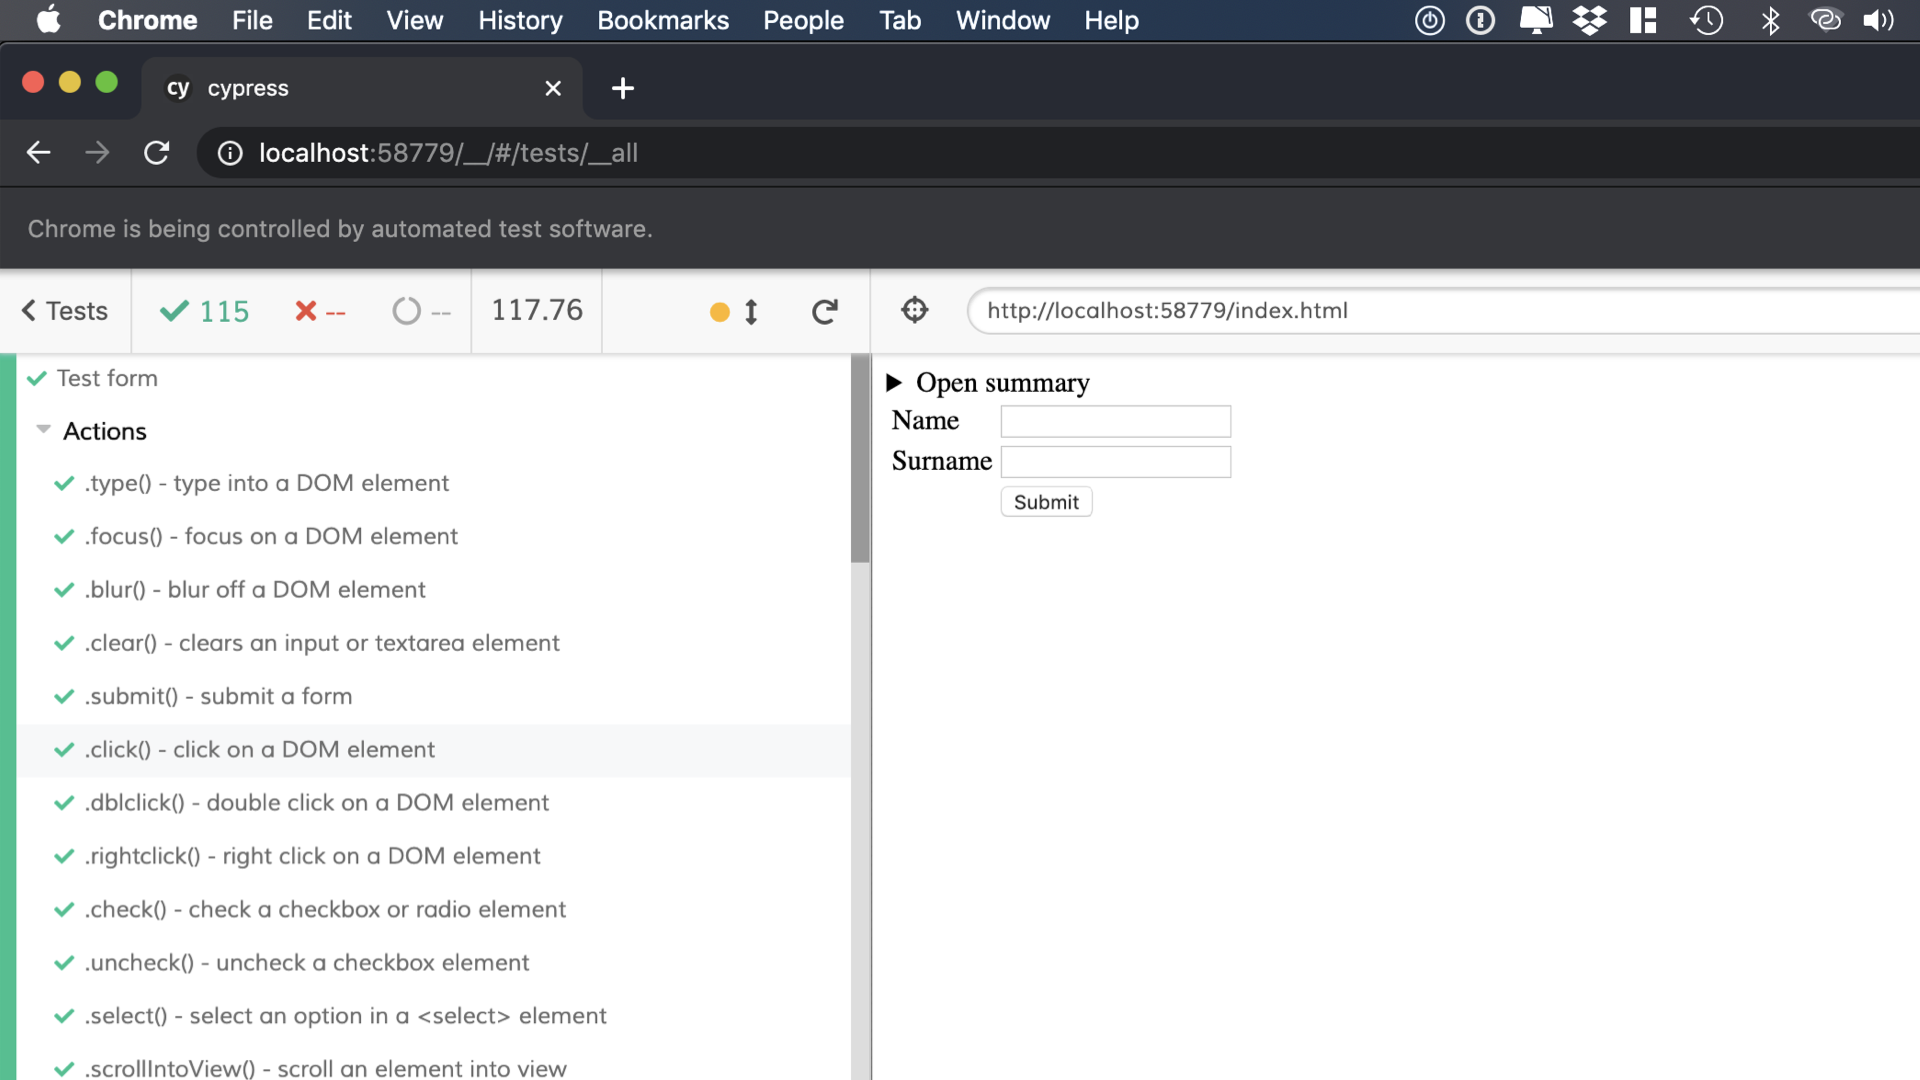 Chrome File Edit View History Bookmarks People Tab Window Help
cy cypress
localhost:58779/__/#/tests/__all
Chrome is being controlled by automated test software.
Tests 115 -- -- 117.76 http://localhost:58779/index.html
Test form
Actions
.type() - type into a DOM element
.focus() - focus on a DOM element
.blur() - blur off a DOM element
.clear() - clears an input or textarea element
.submit() - submit a form
.click() - click on a DOM element
.dblclick() - double click on a DOM element
.rightclick() - right click on a DOM element
.check() - check a checkbox or radio element
.uncheck() - uncheck a checkbox element
.select() - select an option in a <select> element
.scrollIntoView() - scroll an element into view
Open summary
Name
Surname
Submit